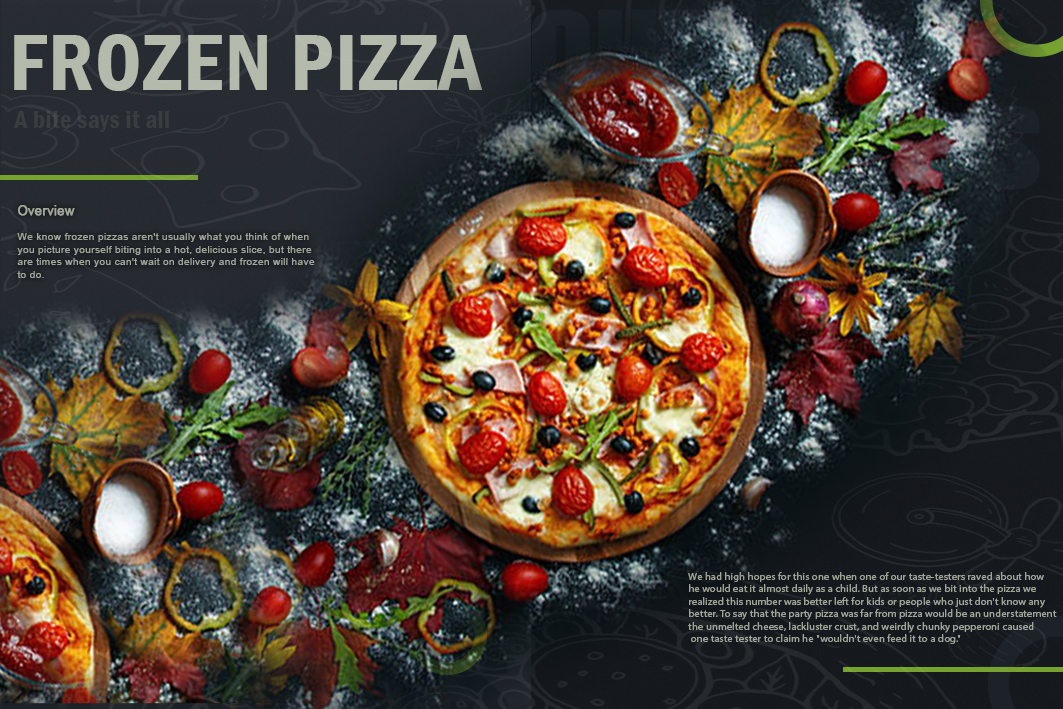 FROZEN PIZZA
A bite says it all
Overview
We know frozen pizzas aren't usually what you think of when
you picture yourself biting into a hot, delicious slice, but there
are times when you can't wait on delivery and frozen will have
to do.
We had high hopes for this one when one of our taste-testers raved about how
he would eat it almost daily as a child. But as soon as we bit into the pizza we
realized this number was better left for kids or people who just don't know any
better. To say that the party pizza was far from pizza would be an understatement
the unmelted cheese, lackluster crust, and weirdly chunky pepperoni caused
one taste tester to claim he "wouldn't even feed it to a dog."